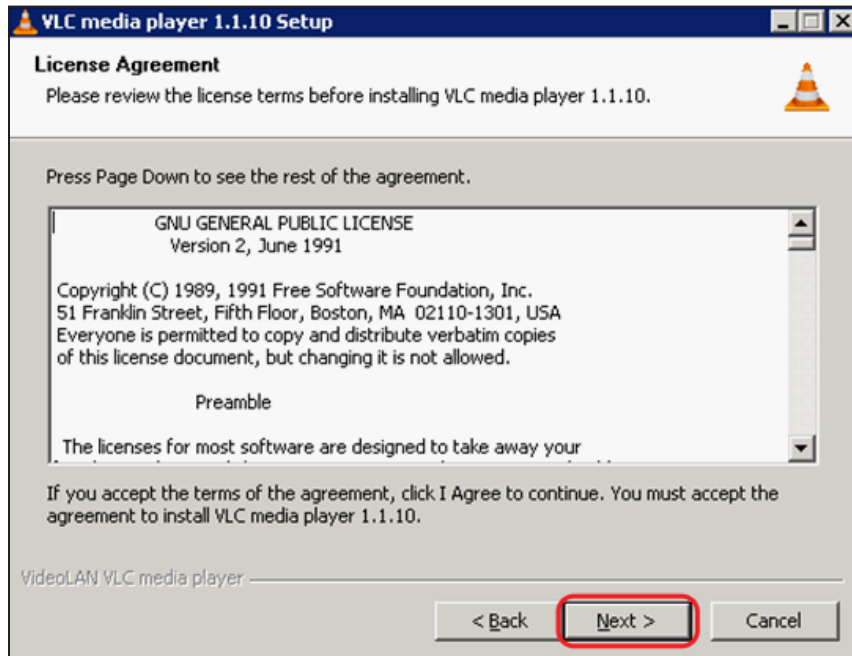 VLC media player 1.1.10 Setup
License Agreement
Please review the license terms before installing VLC media player 1.1.10.
Press Page Down to see the rest of the agreement.
GNU GENERAL PUBLIC LICENSE
Version 2, June 1991
Copyright (C) 1989, 1991 Free Software Foundation, Inc.
51 Franklin Street, Fifth Floor, Boston, MA 02110-1301, USA
Everyone is permitted to copy and distribute verbatim copies
of this license document, but changing it is not allowed.
Preamble
The licenses for most software are designed to take away your
If you accept the terms of the agreement, click I Agree to continue. You must accept the
agreement to install VLC media player 1.1.10.
VideoLAN VLC media player
< Back Next > Cancel